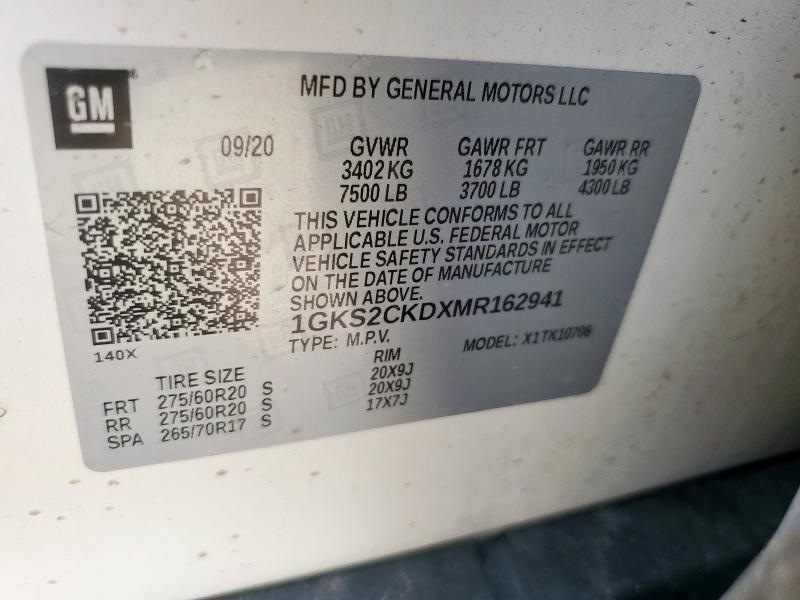 GM
MFD BY GENERAL MOTORS LLC
09/20 GVWR GAWR FRT GAWR RR
3402 KG 1678 KG 1950 KG
7500 LB 3700 LB 4300 LB
THIS VEHICLE CONFORMS TO ALL
APPLICABLE U.S. FEDERAL MOTOR
VEHICLE SAFETY STANDARDS IN EFFECT
ON THE DATE OF MANUFACTURE
SHOWN ABOVE.
1GKS2CKDXMR162941
140X
TYPE: M.P.V. MODEL: X1TK10706
TIRE SIZE RIM
FRT 275/60R20 S 20X9J
RR 275/60R20 S 20X9J
SPA 265/70R17 S 17X7J